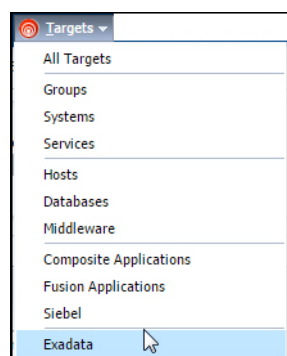 Targets
All Targets
Groups
Systems
Services
Hosts
Databases
Middleware
Composite Applications
Fusion Applications
Siebel
Exadata